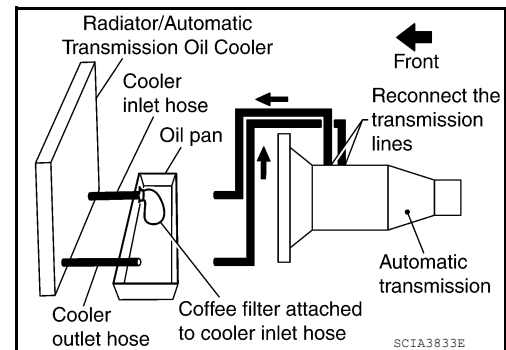 Radiator/Automatic
Transmission Oil Cooler
Front
Cooler
inlet hose
Reconnect the
transmission
lines
Oil pan
Automatic
transmission
Coffee filter attached
to cooler inlet hose
Cooler
outlet hose
SCIA3833E